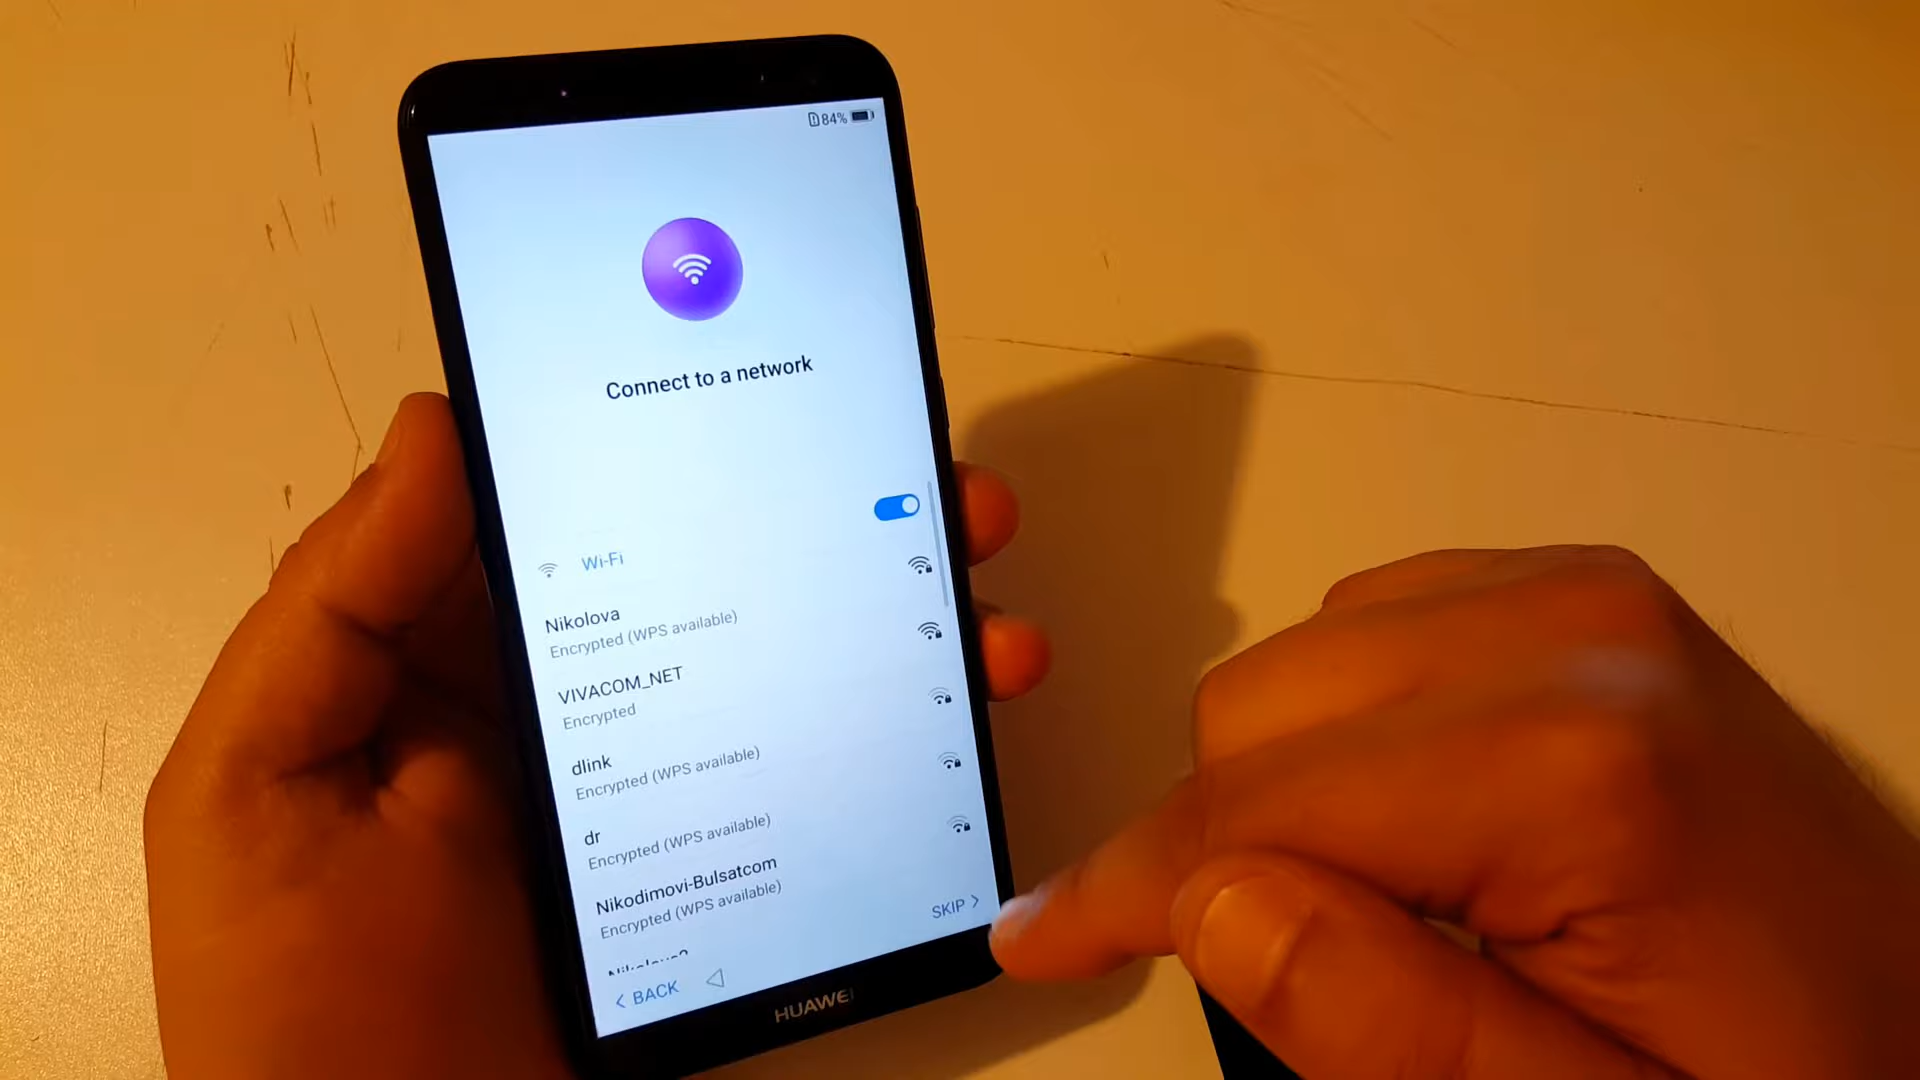 84%
Connect to a network
Wi-Fi
Nikolova
Encrypted (WPS available)
VIVACOM_NET
Encrypted
dlink
Encrypted (WPS available)
dr
Encrypted (WPS available)
Nikodimovi-Bulsatcom
Encrypted (WPS available)
SKIP
BACK
HUAWEI